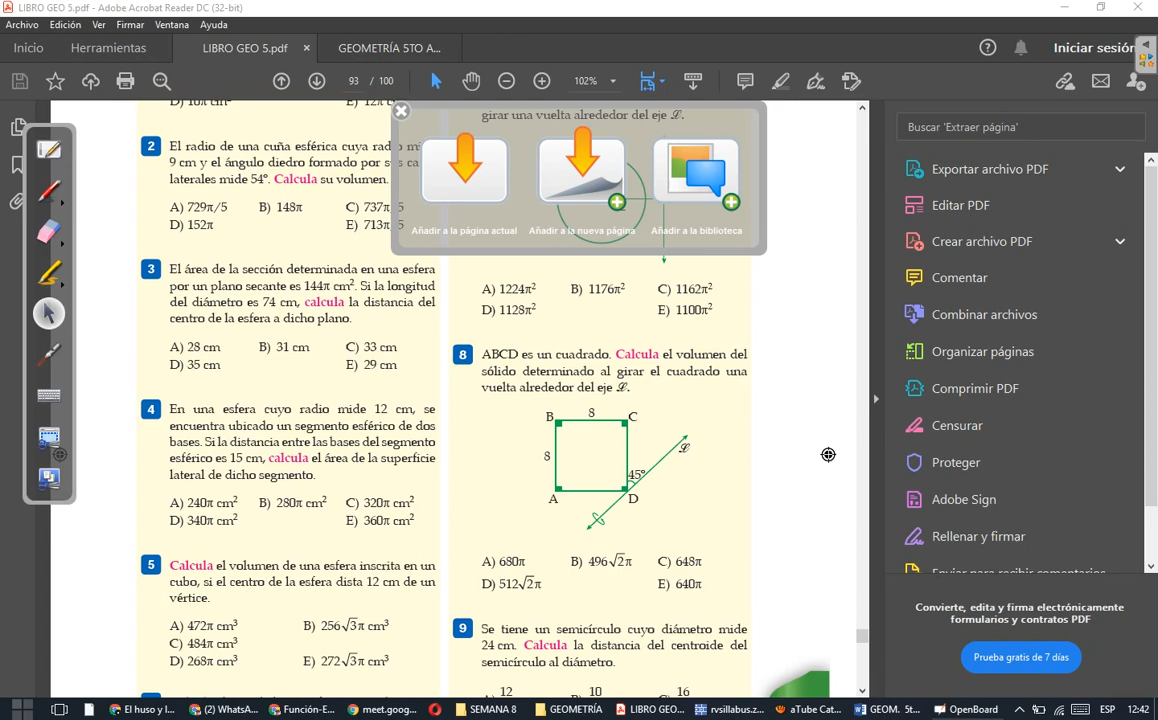 LIBRO GEO 5.pdf - Adobe Acrobat Reader DC (32-bit)
Archivo Edición Ver Firmar Ventana Ayuda
Inicio Herramientas LIBRO GEO 5.pdf × GEOMETRÍA 5TO A... Iniciar sesión
93 / 100 102%
D) 10π cm² E) 12π
girar una vuelta alrededor del eje ℒ.
2 El radio de una cuña esférica cuya
9 cm y el ángulo diedro formado por
laterales mide 54°. Calcula su volumen.
A) 729π/5 B) 148π C) 737π/5
D) 152π E) 713π/5
Añadir a la página actual Añadir a la nueva página Añadir a la biblioteca
3 El área de la sección determinada en una esfera
por un plano secante es 144π cm². Si la longitud
del diámetro es 74 cm, calcula la distancia del
centro de la esfera a dicho plano.
A) 28 cm B) 31 cm C) 33 cm
D) 35 cm E) 29 cm
4 En una esfera cuyo radio mide 12 cm, se
encuentra ubicado un segmento esférico de dos
bases. Si la distancia entre las bases del segmento
esférico es 15 cm, calcula el área de la superficie
lateral de dicho segmento.
A) 240π cm² B) 280π cm² C) 320π cm²
D) 340π cm² E) 360π cm²
5 Calcula el volumen de una esfera inscrita en un
cubo, si el centro de la esfera dista 12 cm de un
vértice.
A) 472π cm³ B) 256√3π cm³
C) 484π cm³
D) 268π cm³ E) 272√3π cm³
A) 1224π² B) 1176π² C) 1162π²
D) 1128π² E) 1100π²
8 ABCD es un cuadrado. Calcula el volumen del
sólido determinado al girar el cuadrado una
vuelta alrededor del eje ℒ.
B 8 C
ℒ
8
45°
A D
A) 680π B) 496√2π C) 648π
D) 512√2π E) 640π
9 Se tiene un semicírculo cuyo diámetro mide
24 cm. Calcula la distancia del centroide del
semicírculo al diámetro.
12 10 16
Buscar 'Extraer página'
Exportar archivo PDF
Editar PDF
Crear archivo PDF
Comentar
Combinar archivos
Organizar páginas
Comprimir PDF
Censurar
Proteger
Adobe Sign
Rellenar y firmar
Enviar para recibir comentarios
Convierte, edita y firma electrónicamente
formularios y contratos PDF
Prueba gratis de 7 días
El huso y l... (2) WhatsA... Función-E... meet.googl... SEMANA 8 GEOMETRÍA LIBRO GEO ... rvsillabus.z... aTube Cat... GEOM. 5t... OpenBoard ESP 12:42